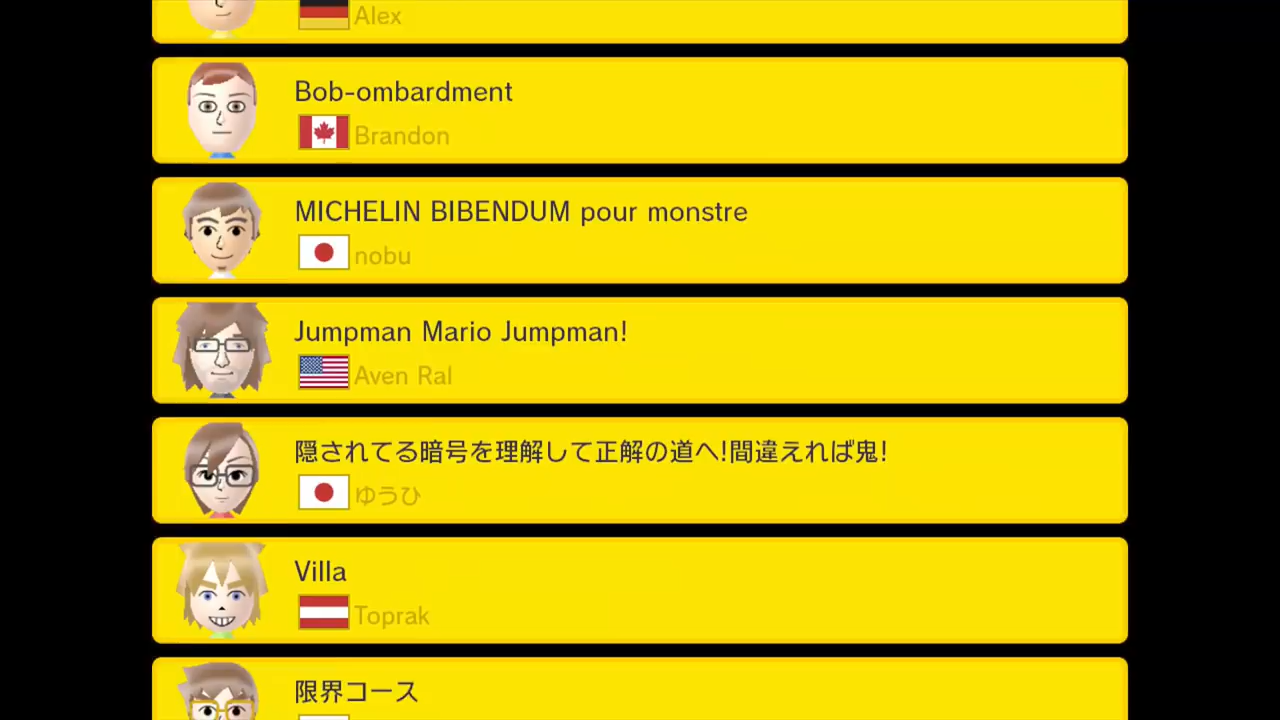 Alex
Bob-ombardment
Brandon
MICHELIN BIBENDUM pour monstre
nobu
Jumpman Mario Jumpman!
Aven Ral
隠されてる暗号を理解して正解の道へ!間違えれば鬼!
ゆうひ
Villa
Toprak
限界コース